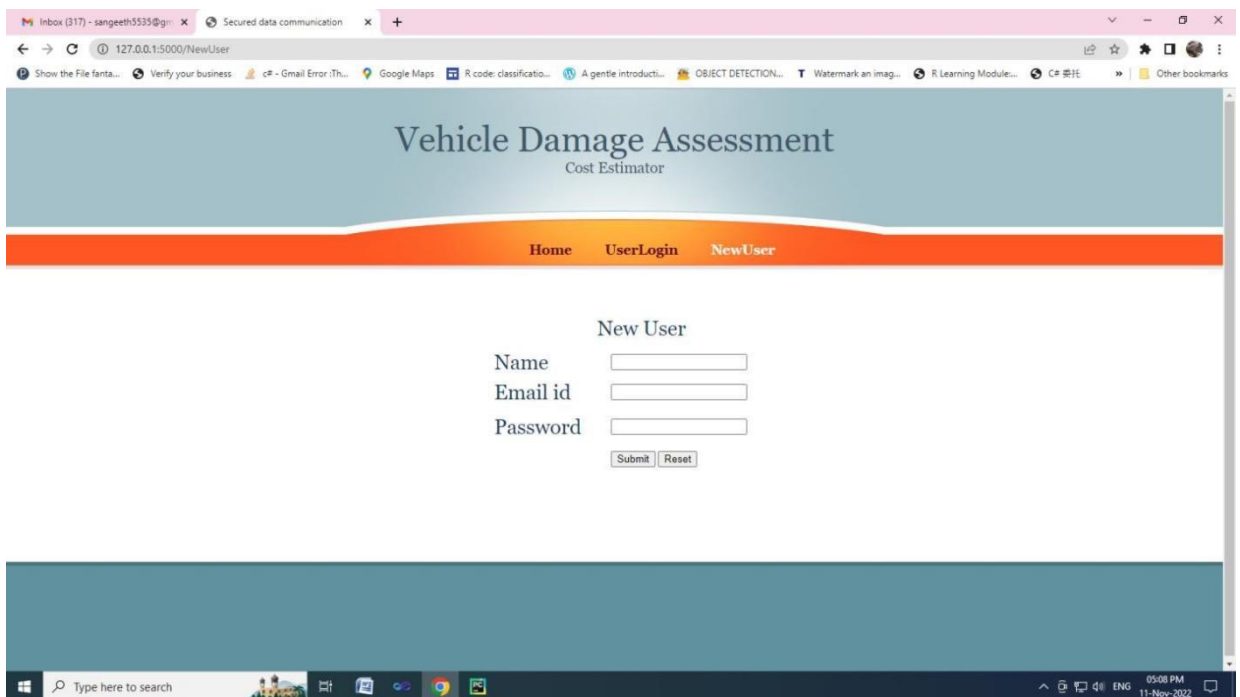 Inbox (317) - sangeeth5535@gm
Secured data communication
127.0.0.1:5000/NewUser
Show the File fanta...
Verify your business
c# - Gmail Error :Th...
Google Maps
R code: classificatio...
A gentle introducti...
OBJECT DETECTION...
Watermark an imag...
R Learning Module:...
C# 委托
»
Other bookmarks
Vehicle Damage Assessment
Cost Estimator
Home UserLogin NewUser
New User
Name
Email id
Password
Submit Reset
Type here to search
ENG
05:08 PM
11-Nov-2022